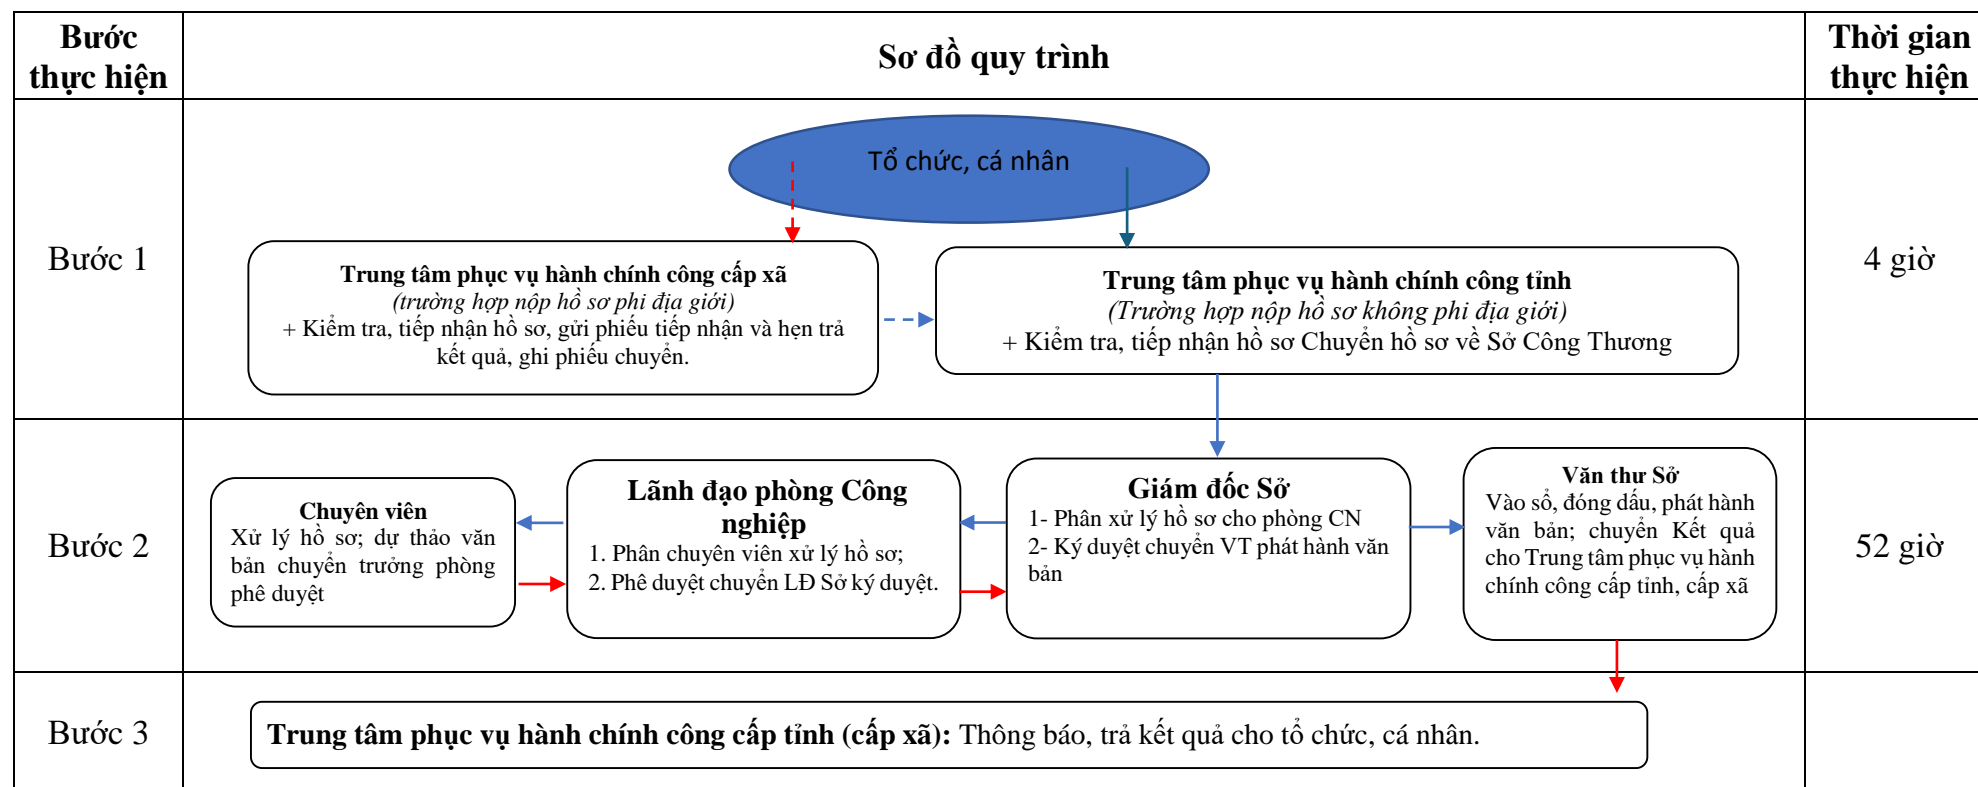 Bước
thực hiện
Sơ đồ quy trình
Thời gian
thực hiện
Bước 1
Tổ chức, cá nhân
Trung tâm phục vụ hành chính công cấp xã
(trường hợp nộp hồ sơ phi địa giới)
+ Kiểm tra, tiếp nhận hồ sơ, gửi phiếu tiếp nhận và hẹn trả
kết quả, ghi phiếu chuyển.
Trung tâm phục vụ hành chính công tỉnh
(Trường hợp nộp hồ sơ không phi địa giới)
+ Kiểm tra, tiếp nhận hồ sơ Chuyển hồ sơ về Sở Công Thương
4 giờ
Bước 2
Chuyên viên
Xử lý hồ sơ; dự thảo văn
bản chuyển trưởng phòng
phê duyệt
Lãnh đạo phòng Công
nghiệp
1. Phân chuyên viên xử lý hồ sơ;
2. Phê duyệt chuyển LĐ Sở ký duyệt.
Giám đốc Sở
1- Phân xử lý hồ sơ cho phòng CN
2- Ký duyệt chuyển VT phát hành văn
bản
Văn thư Sở
Vào sổ, đóng dấu, phát hành
văn bản; chuyển Kết quả
cho Trung tâm phục vụ hành
chính công cấp tỉnh, cấp xã
52 giờ
Bước 3
Trung tâm phục vụ hành chính công cấp tỉnh (cấp xã): Thông báo, trả kết quả cho tổ chức, cá nhân.